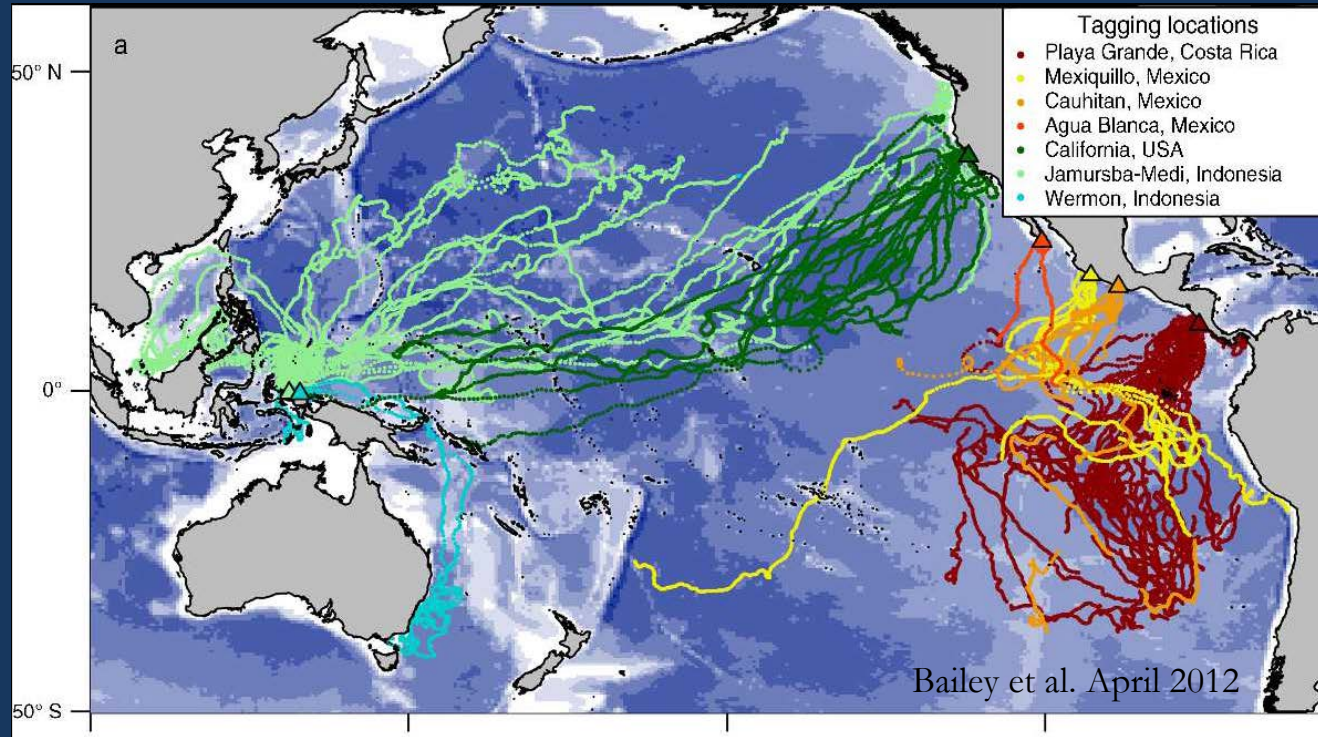 a
Tagging locations
Playa Grande, Costa Rica
Mexiquillo, Mexico
Cauhitan, Mexico
Agua Blanca, Mexico
California, USA
Jamursba-Medi, Indonesia
Wermon, Indonesia
50° N
0°
50° S
Bailey et al. April 2012